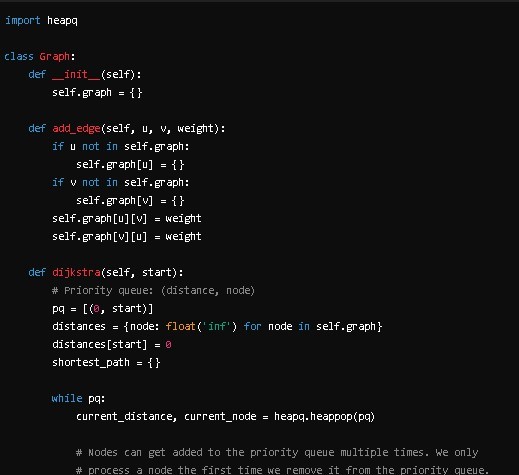 import heapq
class Graph:
def __init__(self):
self.graph = {}
def add_edge(self, u, v, weight):
if u not in self.graph:
self.graph[u] = {}
if v not in self.graph:
self.graph[v] = {}
self.graph[u][v] = weight
self.graph[v][u] = weight
def dijkstra(self, start):
# Priority queue: (distance, node)
pq = [(0, start)]
distances = {node: float('inf') for node in self.graph}
distances[start] = 0
shortest_path = {}
while pq:
current_distance, current_node = heapq.heappop(pq)
# Nodes can get added to the priority queue multiple times. We only
# process a node the first time we remove it from the priority queue.